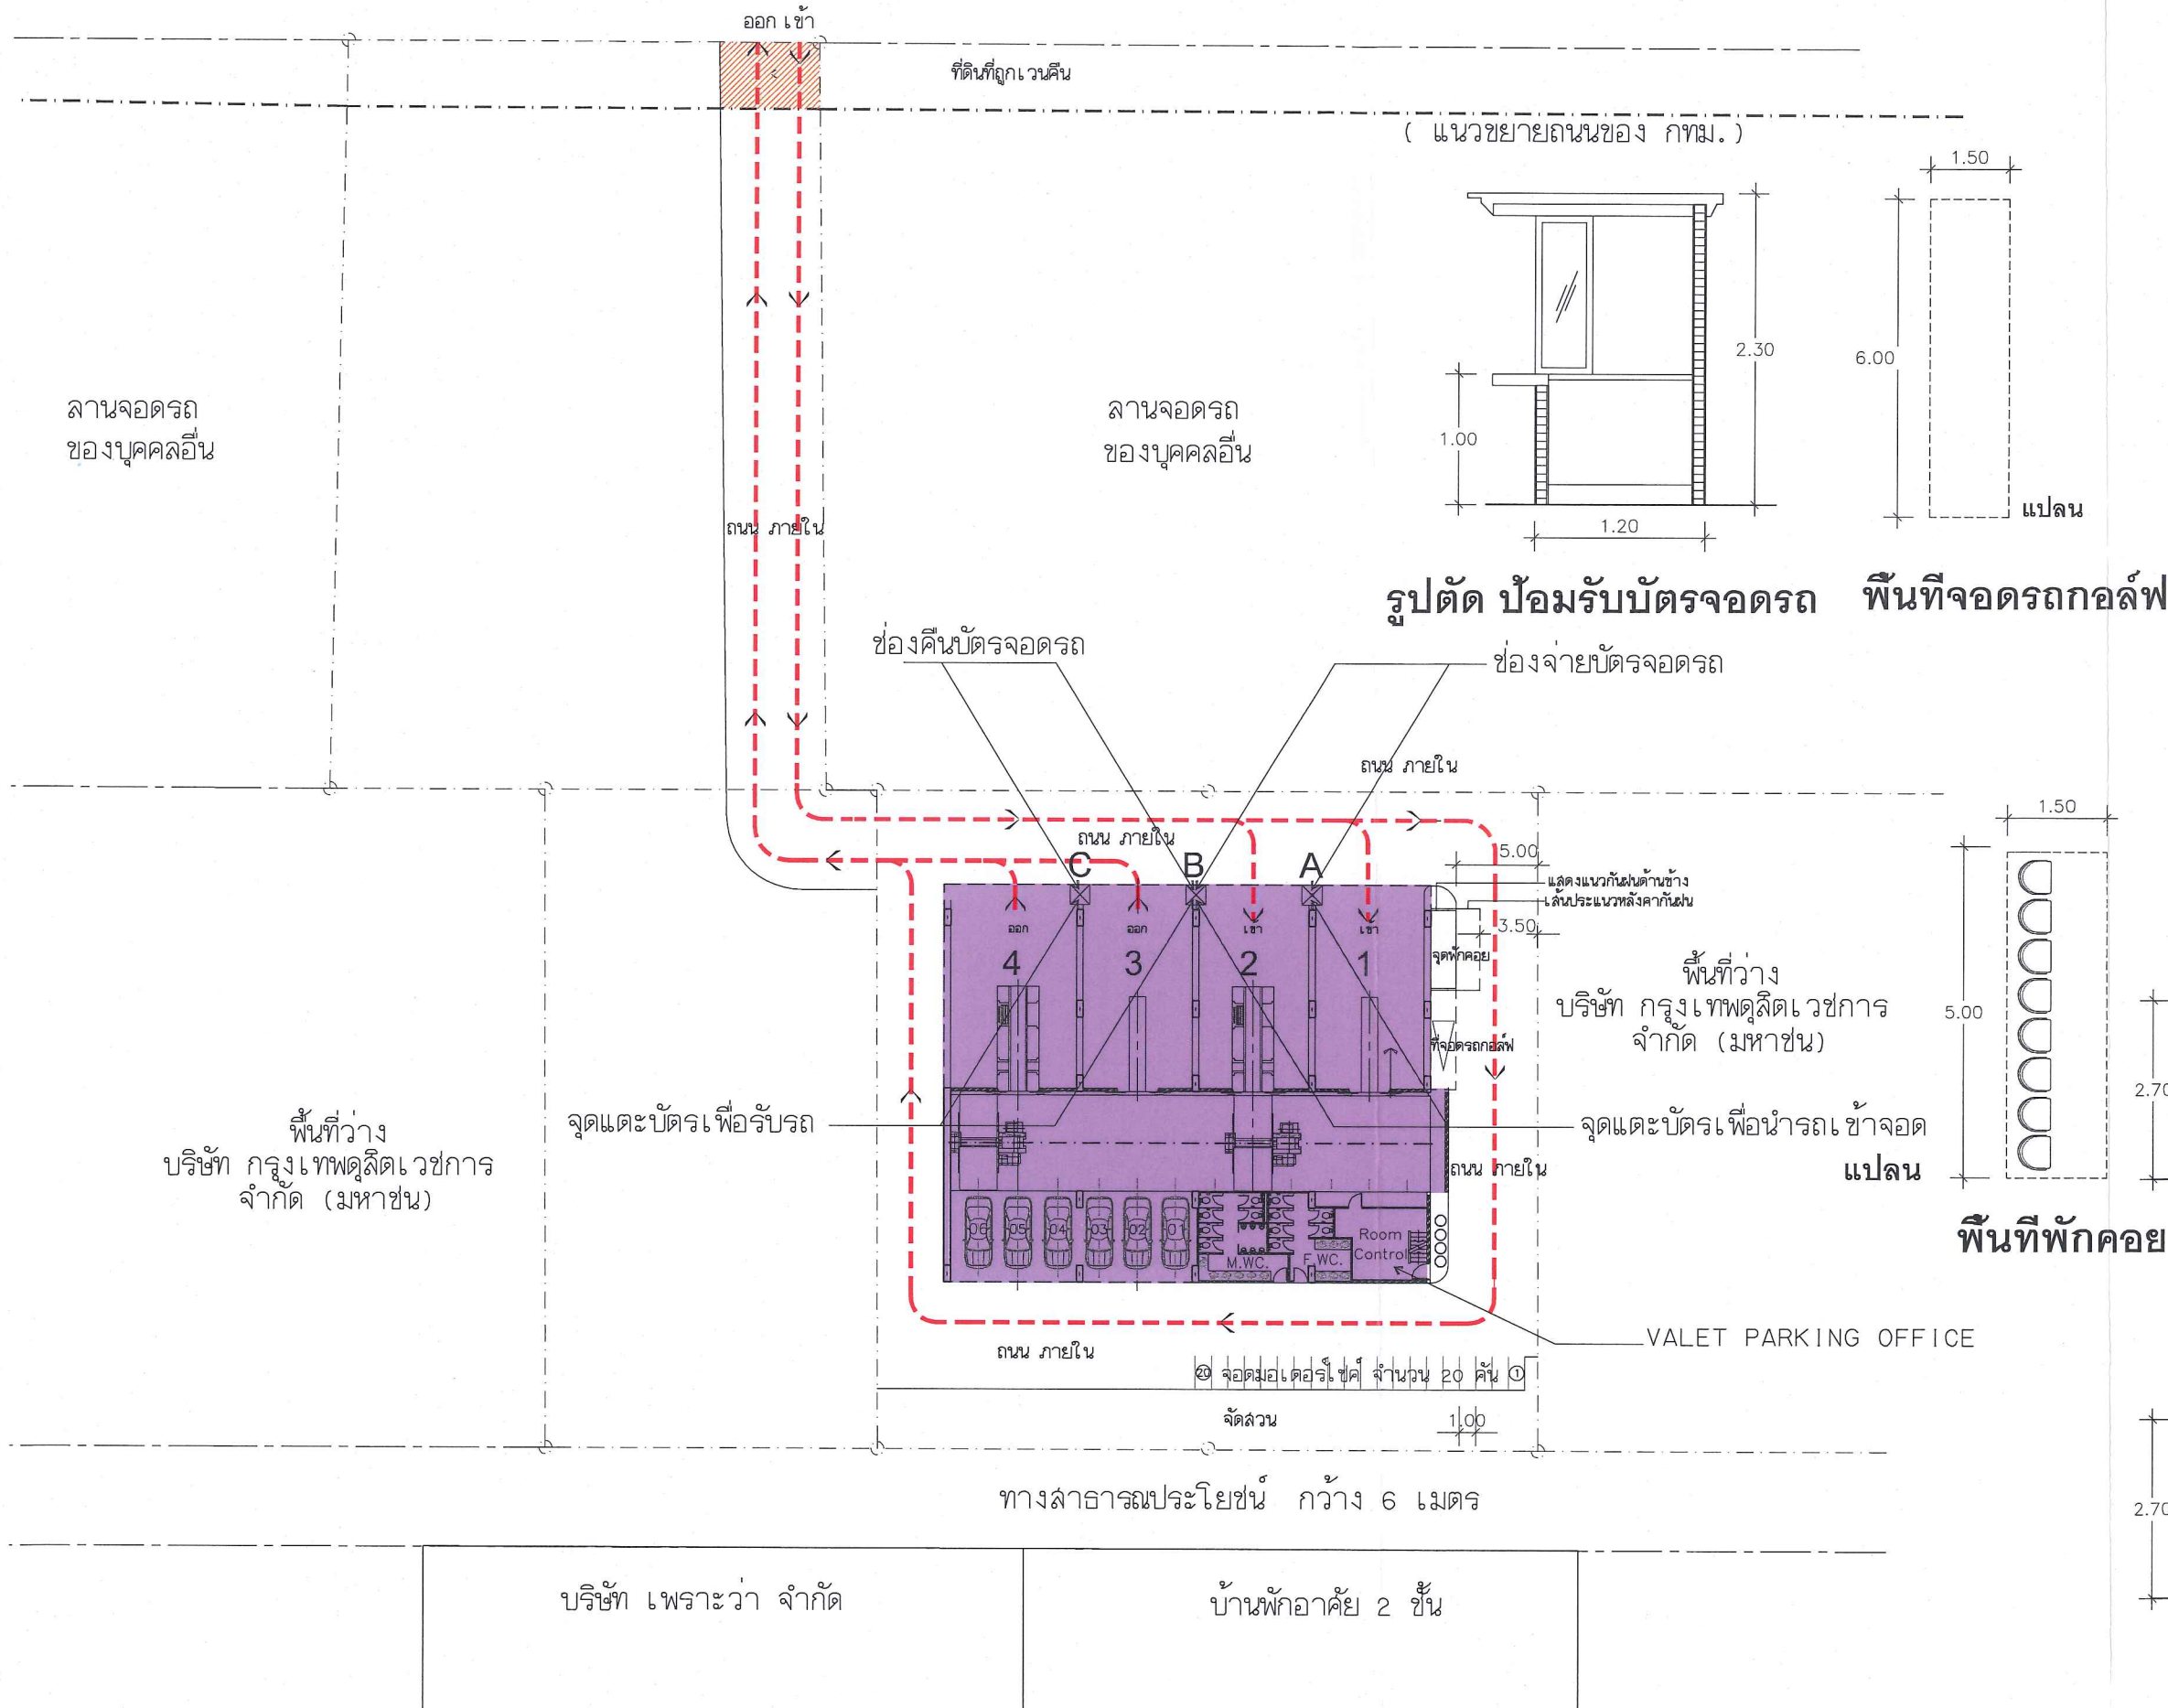 ออก เข้า
ที่ดินที่ถูกเวนคืน
( แนวขยายถนนของ กทม. )
1.50
2.30
6.00
1.00
1.20
แปลน
ลานจอดรถ
ของบุคคลอื่น
ลานจอดรถ
ของบุคคลอื่น
ถนน ภายใน
รูปตัด ป้อมรับบัตรจอดรถ
พื้นที่จอดรถกอล์ฟ
ช่องคืนบัตรจอดรถ
ช่องจ่ายบัตรจอดรถ
ถนน ภายใน
ถนน ภายใน
C
B
A
5.00
แสดงแนวกันฝนด้านข้าง
เส้นประแนวหลังคากันฝน
3.50
ออก
ออก
เข้า
เข้า
4
3
2
1
จุดพักคอย
ที่จอดรถกอล์ฟ
พื้นที่ว่าง
บริษัท กรุงเทพดุสิตเวชการ
จำกัด (มหาชน)
1.50
5.00
2.70
จุดแตะบัตรเพื่อรับรถ
จุดแตะบัตรเพื่อนำรถเข้าจอด
แปลน
พื้นที่พักคอย
พื้นที่ว่าง
บริษัท กรุงเทพดุสิตเวชการ
จำกัด (มหาชน)
ถนน ภายใน
06
05
04
03
02
01
M.WC.
F.WC.
Room
Control
VALET PARKING OFFICE
ถนน ภายใน
20 จอดมอเตอร์ไซค์ จำนวน 20 คัน 1
จัดสวน
1.00
ทางสาธารณประโยชน์ กว้าง 6 เมตร
2.70
บริษัท เพราะว่า จำกัด
บ้านพักอาศัย 2 ชั้น